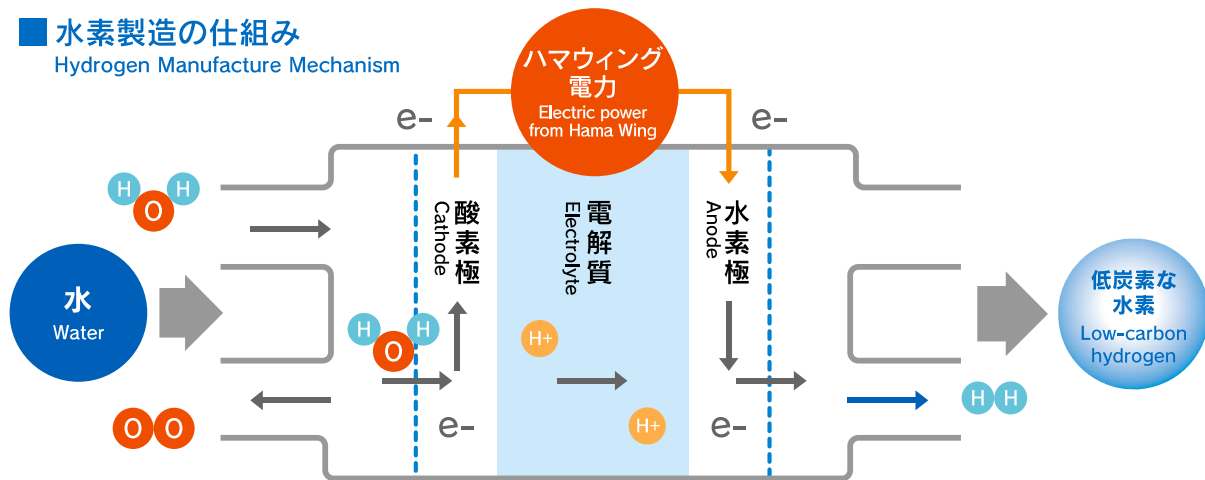 ■ 水素製造の仕組み
Hydrogen Manufacture Mechanism
ハマウィング
電力
Electric power
from Hama Wing
e-
e-
H H
O
酸素極
Cathode
電解質
Electrolyte
水素極
Anode
水
Water
H H
O
H+
H+
e-
e-
O O
H H
低炭素な
水素
Low-carbon
hydrogen